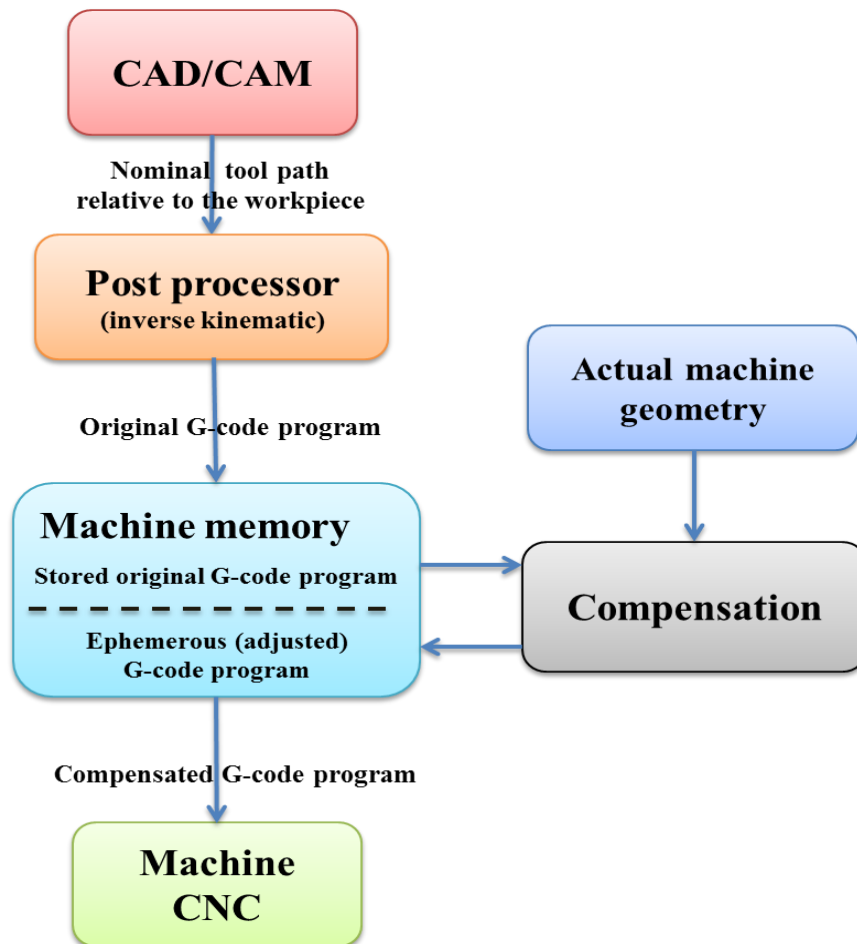 CAD/CAM
Nominal tool path
relative to the workpiece
Post processor
(inverse kinematic)
Original G-code program
Actual machine
geometry
Machine memory
Stored original G-code program
Ephemerous (adjusted)
G-code program
Compensation
Compensated G-code program
Machine
CNC